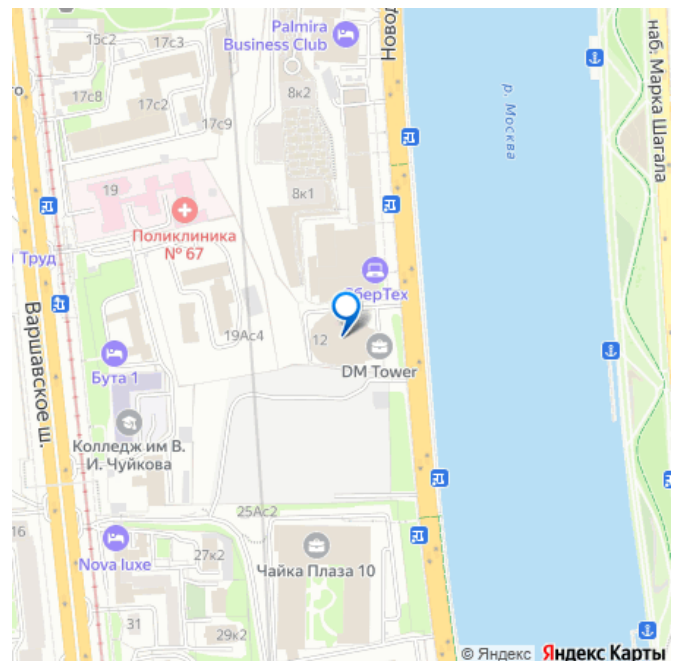 15с2
17с3
Palmira
Business Club
Новод
17с8
17с2
17с9
8к2
8к1
р. Москва
наб. Марка Шагала
19
Поликлиника
№ 67
Труд
СберТех
Варшавское ш.
19Ас4
12
DM Tower
Бута 1
Колледж им В.
И. Чуйкова
25Ас2
16
Nova luxe
27к2
Чайка Плаза 10
31
29к2
© Яндекс Яндекс Карты